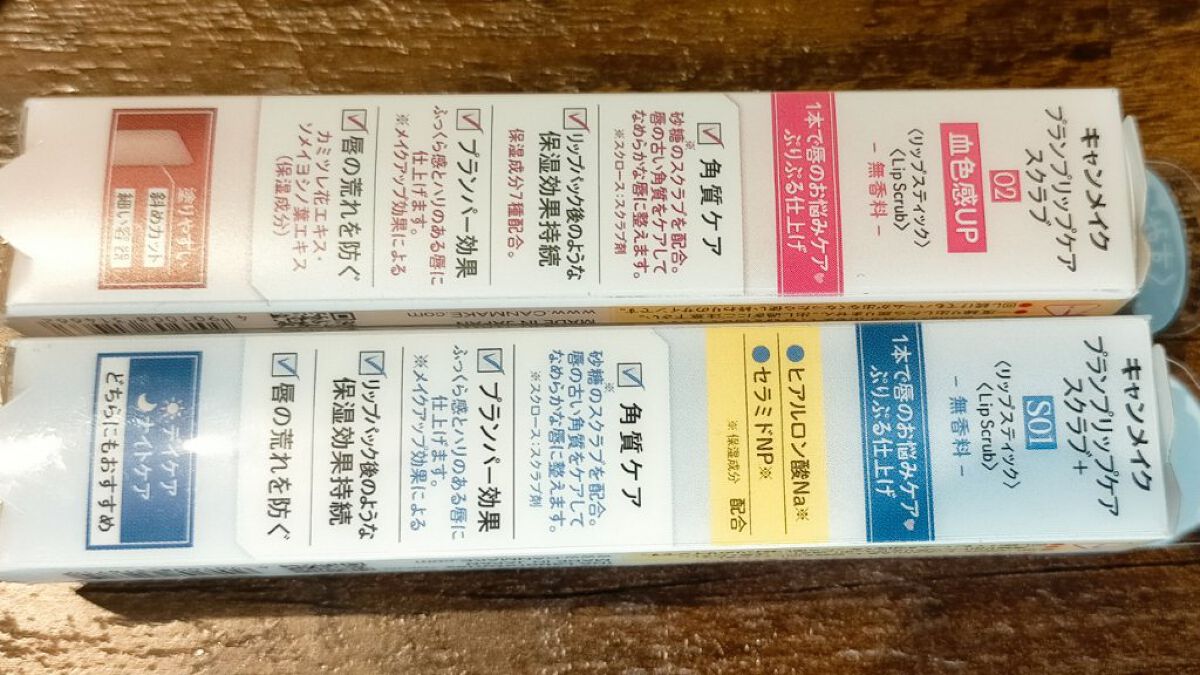 キャンメイク
プランプリップケア
スクラブ
02
血色感UP
〈リップスティック〉
〈Lip Scrub〉
− 無香料 −
1本で唇のお悩みケア♥
ぷりぷる仕上げ
角質ケア
砂糖※のスクラブを配合。
唇の古い角質をケアして
なめらかな唇に整えます。
※スクロース:スクラブ剤
リップパック後のような
保湿効果持続
保湿成分7種配合。
プランパー効果
ふっくら感とハリのある唇に
仕上げます。
※メイクアップ効果による
唇の荒れを防ぐ
カミツレ花エキス・
ソメイヨシノ葉エキス
(保湿成分)
塗りやすい
斜めカット
細い容器
MADE IN JAPAN
www.CANMAKE.com
キャンメイク
プランプリップケア
スクラブ+
S01
〈リップスティック〉
〈Lip Scrub〉
− 無香料 −
1本で唇のお悩みケア♥
ぷりぷる仕上げ
●ヒアルロン酸Na※
●セラミドNP※
※保湿成分 配合
角質ケア
砂糖※のスクラブを配合。
唇の古い角質をケアして
なめらかな唇に整えます。
※スクロース:スクラブ剤
プランパー効果
ふっくら感とハリのある唇に
仕上げます。
※メイクアップ効果による
リップパック後のような
保湿効果持続
唇の荒れを防ぐ
デイケア
ナイトケア
どちらにもおすすめ